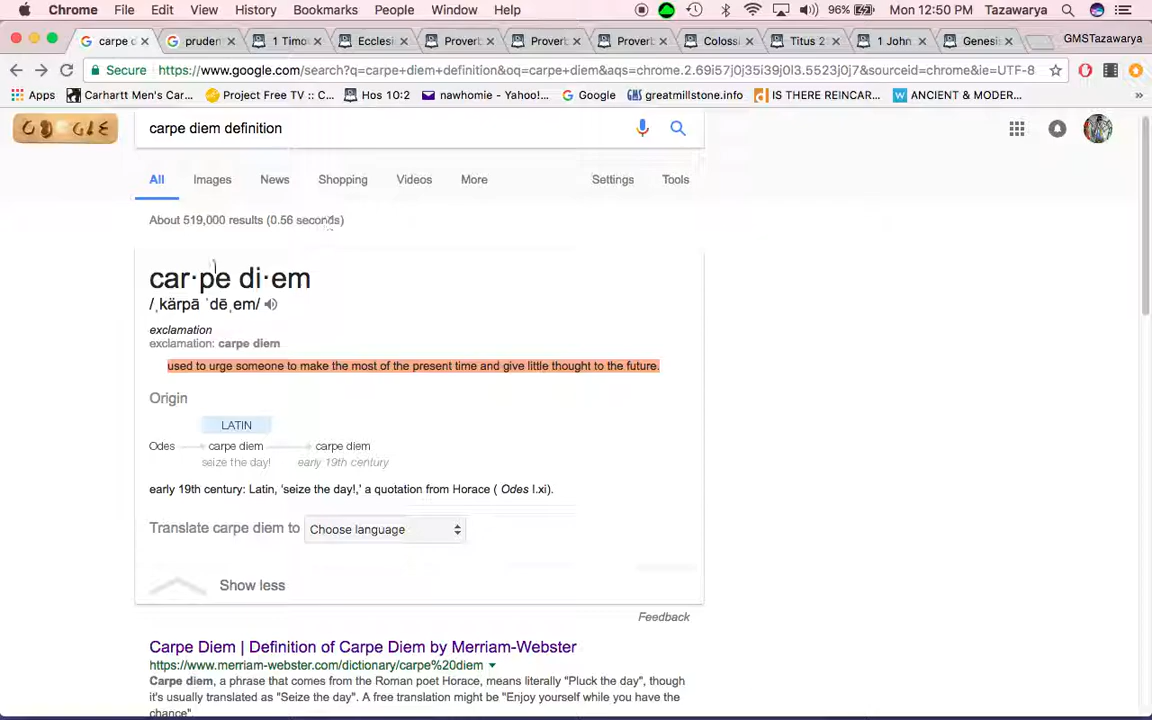 Chrome File Edit View History Bookmarks People Window Help 96% Mon 12:50 PM Tazawarya
carpe d pruden 1 Timo Ecclesi Proverb Proverb Proverb Colossi Titus 2: 1 John Genesis GMSTazawarya
Secure https://www.google.com/search?q=carpe+diem+definition&oq=carpe+diem&aqs=chrome.2.69i57j0j35i39j0l3.5523j0j7&sourceid=chrome&ie=UTF-8
Apps Carhartt Men's Car... Project Free TV :: C... Hos 10:2 nawhomie - Yahoo!... Google GMS greatmillstone.info IS THERE REINCAR... W ANCIENT & MODER... »
carpe diem definition
All Images News Shopping Videos More Settings Tools
About 519,000 results (0.56 seconds)
car·pe di·em
/ˌkärpā ˈdēˌem/
exclamation
exclamation: carpe diem
used to urge someone to make the most of the present time and give little thought to the future.
Origin
LATIN
Odes carpe diem carpe diem
seize the day! early 19th century
early 19th century: Latin, 'seize the day!,' a quotation from Horace ( Odes I.xi).
Translate carpe diem to Choose language
Show less
Feedback
Carpe Diem | Definition of Carpe Diem by Merriam-Webster
https://www.merriam-webster.com/dictionary/carpe%20diem
Carpe diem, a phrase that comes from the Roman poet Horace, means literally "Pluck the day", though
it's usually translated as "Seize the day". A free translation might be "Enjoy yourself while you have the
chance".